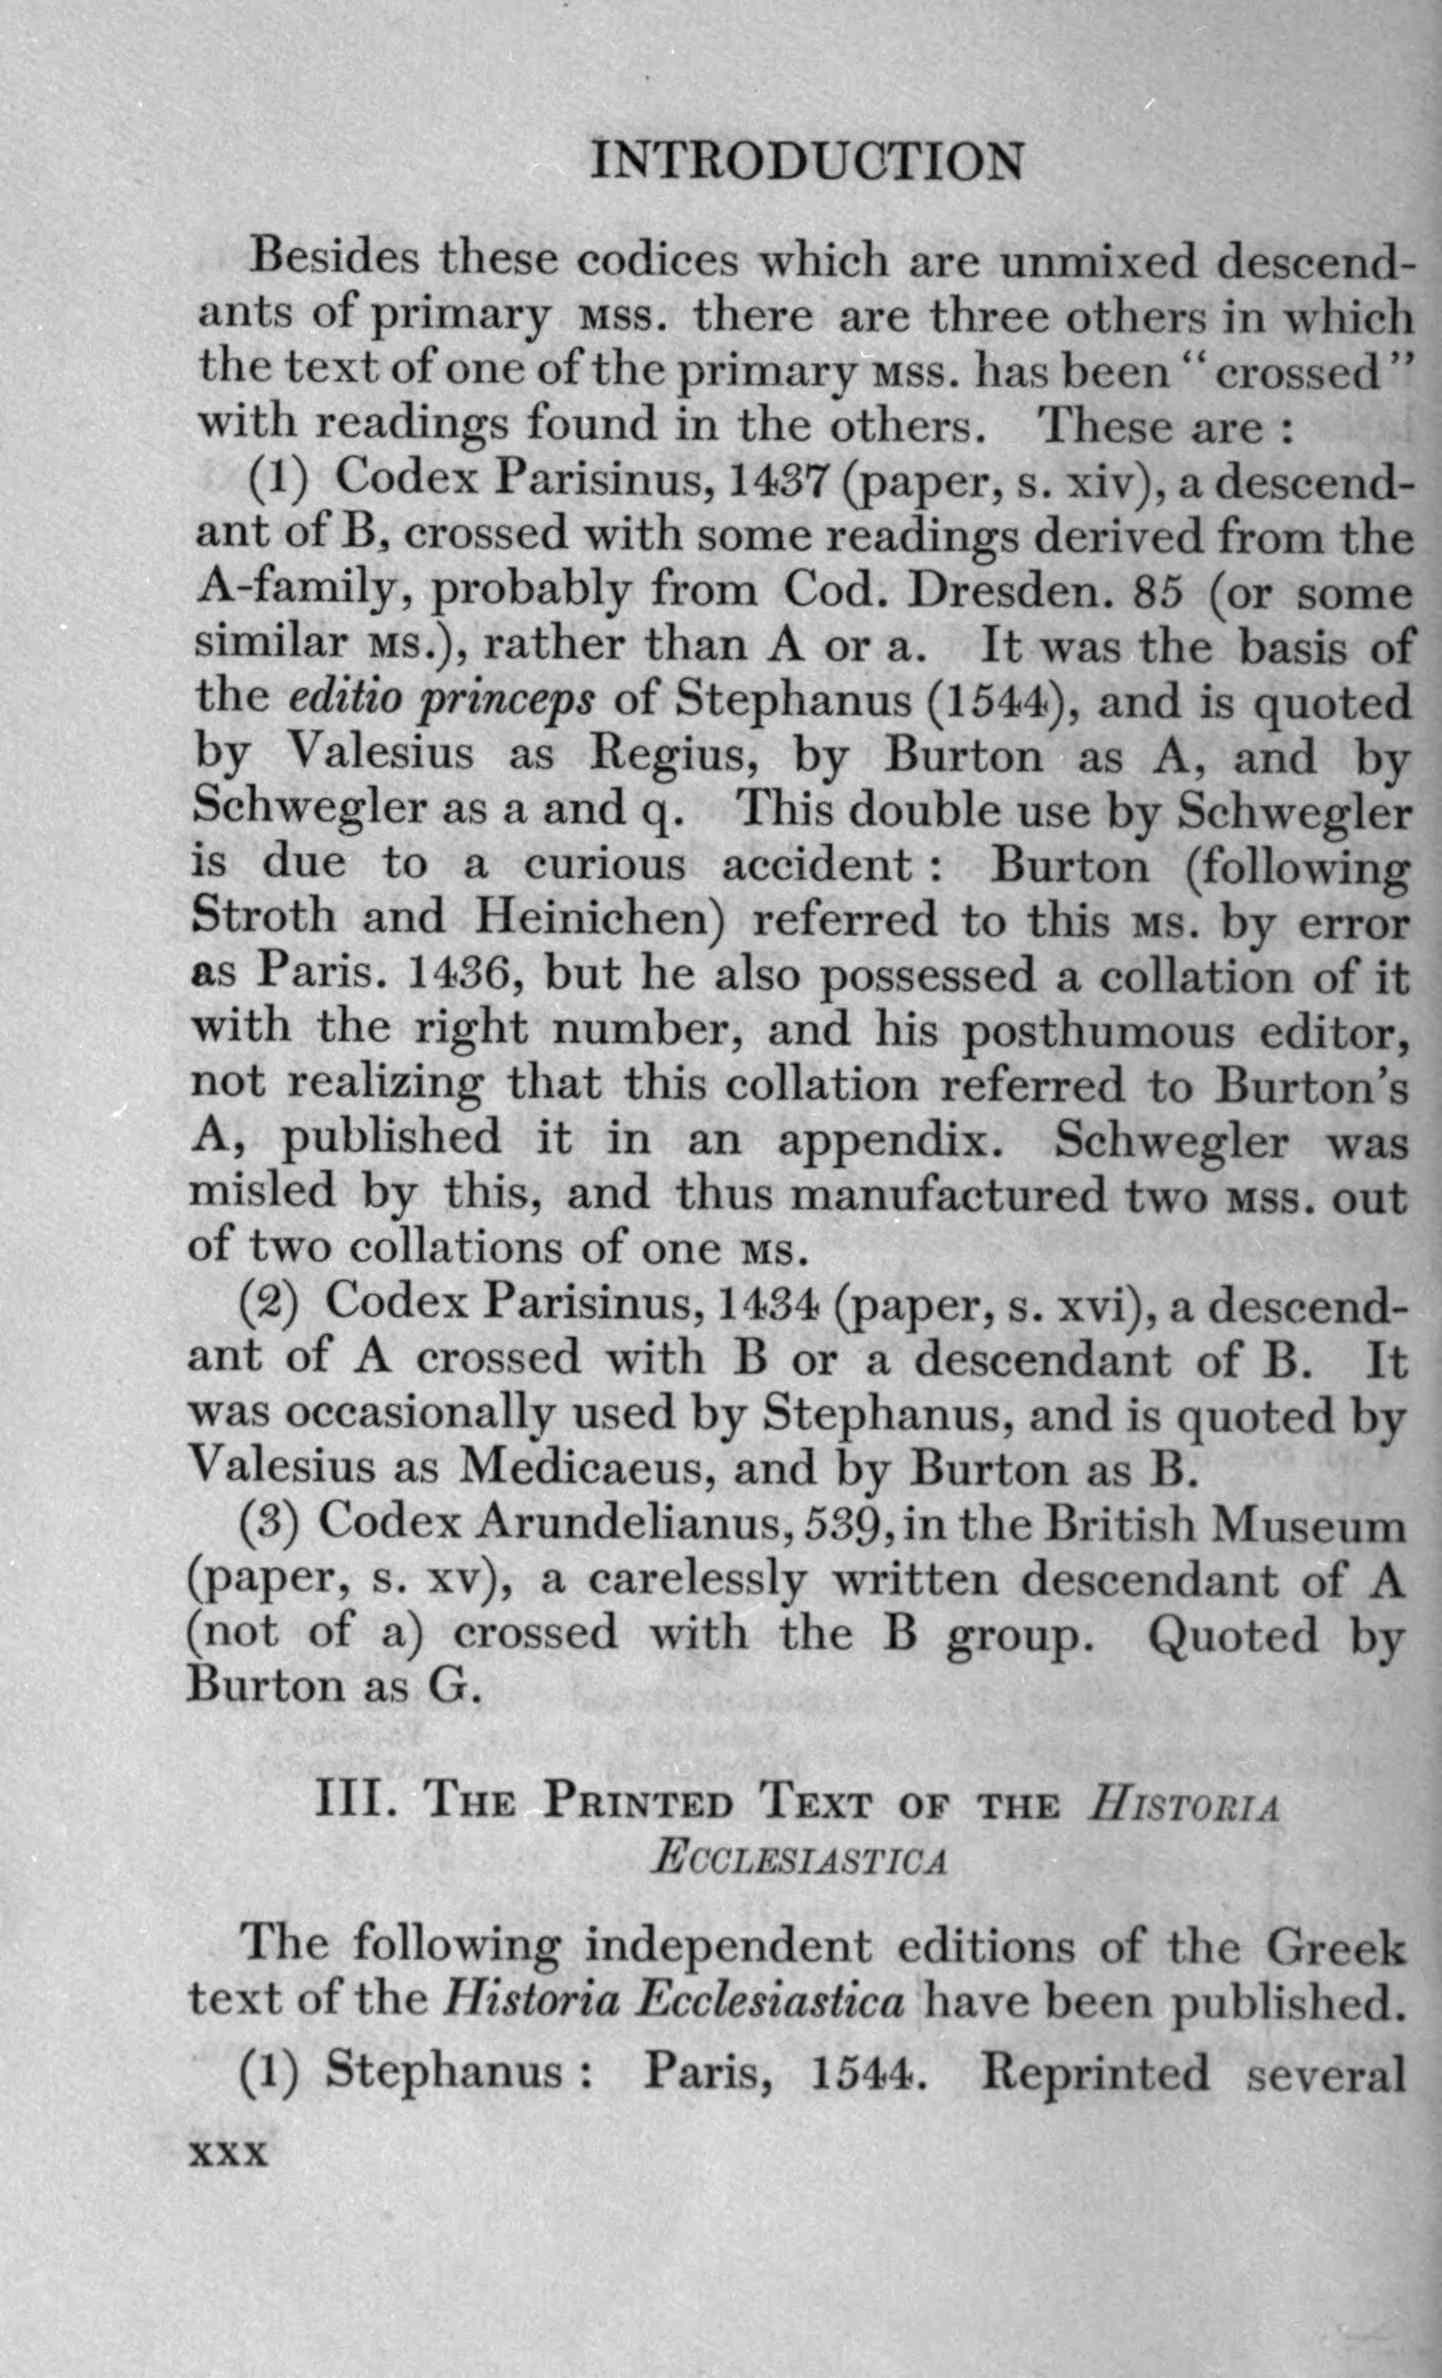 INTRODUCTION
Besides these codices which are unmixed descend-
ants of primary MSS. there are three others in which
the text of one of the primary MSS. has been “crossed”
with readings found in the others. These are :
(1) Codex Parisinus, 1437 (paper, s. xiv), a descend-
ant of B, crossed with some readings derived from the
A-family, probably from Cod. Dresden. 85 (or some
similar MS.), rather than A or a. It was the basis of
the editio princeps of Stephanus (1544), and is quoted
by Valesius as Regius, by Burton as A, and by
Schwegler as a and q. This double use by Schwegler
is due to a curious accident : Burton (following
Stroth and Heinichen) referred to this MS. by error
as Paris. 1436, but he also possessed a collation of it
with the right number, and his posthumous editor,
not realizing that this collation referred to Burton’s
A, published it in an appendix. Schwegler was
misled by this, and thus manufactured two MSS. out
of two collations of one MS.
(2) Codex Parisinus, 1434 (paper, s. xvi), a descend-
ant of A crossed with B or a descendant of B. It
was occasionally used by Stephanus, and is quoted by
Valesius as Medicaeus, and by Burton as B.
(3) Codex Arundelianus, 539, in the British Museum
(paper, s. xv), a carelessly written descendant of A
(not of a) crossed with the B group. Quoted by
Burton as G.
III. THE PRINTED TEXT OF THE HISTORIA
ECCLESIASTICA
The following independent editions of the Greek
text of the Historia Ecclesiastica have been published.
(1) Stephanus : Paris, 1544. Reprinted several
xxx